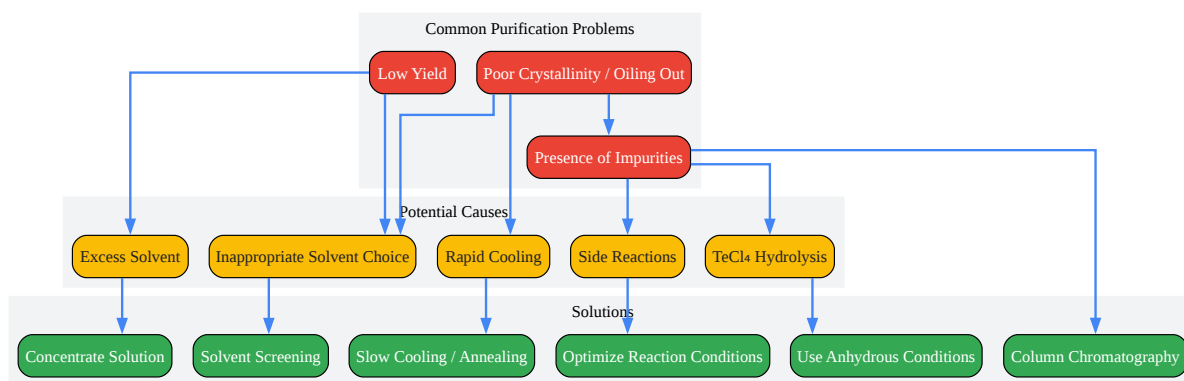 Common Purification Problems
Low Yield
Poor Crystallinity / Oiling Out
Presence of Impurities
Potential Causes
Excess Solvent
Inappropriate Solvent Choice
Rapid Cooling
Side Reactions
TeCl₄ Hydrolysis
Solutions
Concentrate Solution
Solvent Screening
Slow Cooling / Annealing
Optimize Reaction Conditions
Use Anhydrous Conditions
Column Chromatography